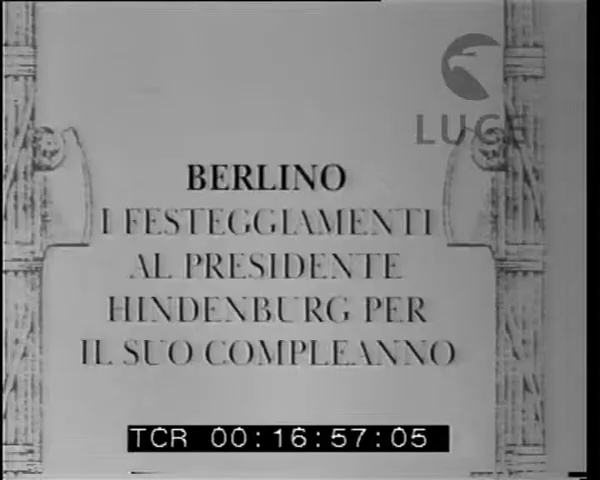 LUCE
BERLINO
I FESTEGGIAMENTI
AL PRESIDENTE
HINDENBURG PER
IL SUO COMPLEANNO
TCR 00:16:57:05